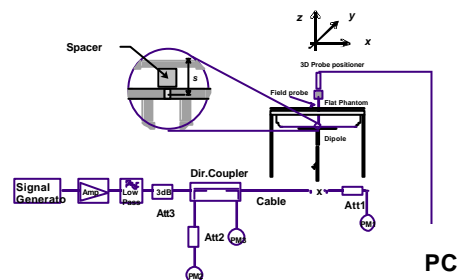 z
y
x
Spacer
s
3D Probe positioner
Field probe
Flat Phantom
Dipole
Signal
Generato
Amp
Low
Pass
3dB
Att3
Dir.Coupler
Cable
x
Att1
Att2
PM3
PM1
PM2
PC